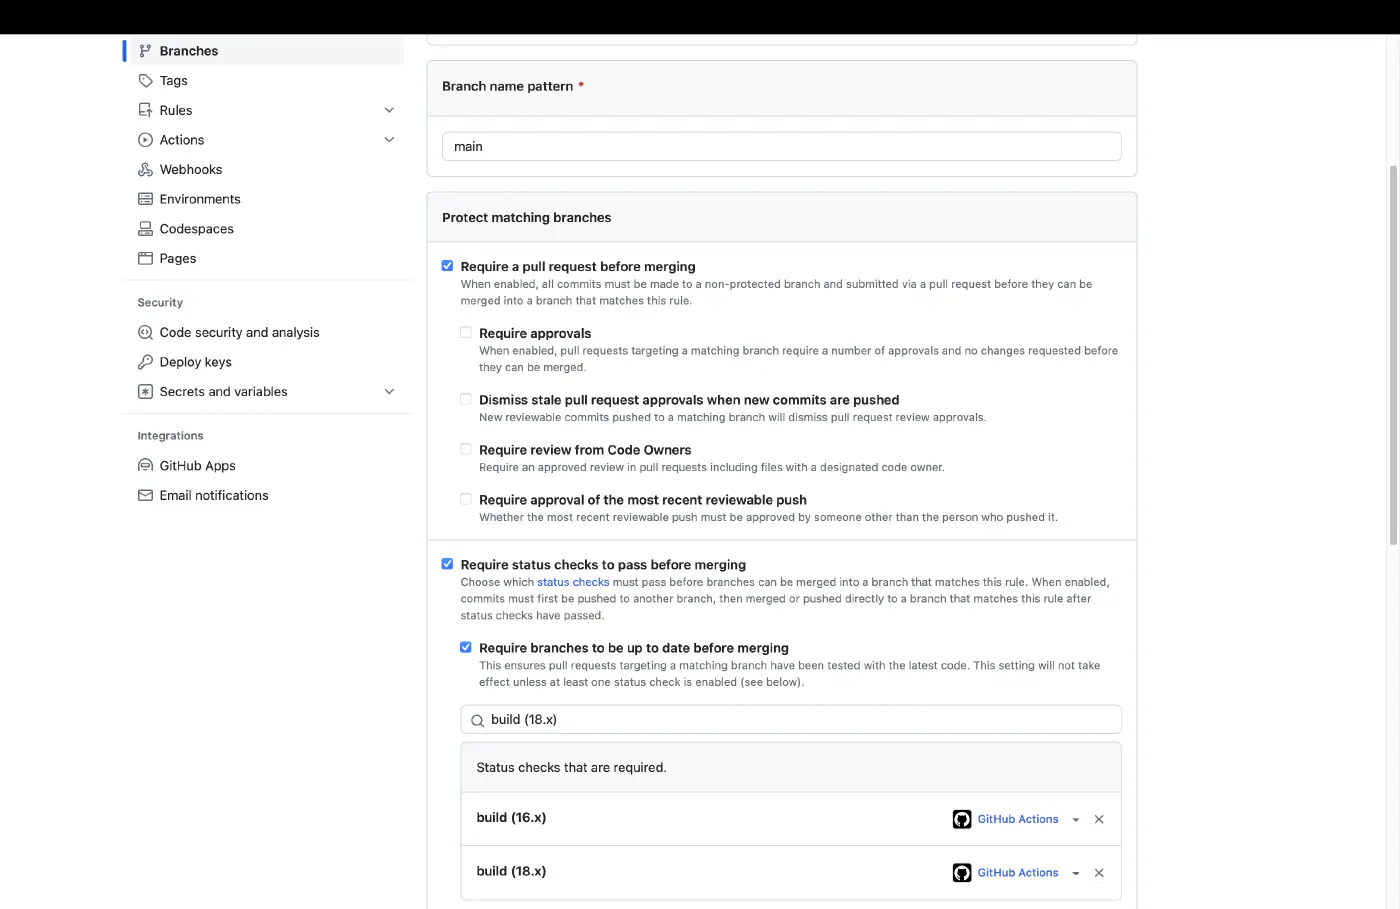 Branches
Tags
Rules
Actions
Webhooks
Environments
Codespaces
Pages
Security
Code security and analysis
Deploy keys
Secrets and variables
Integrations
GitHub Apps
Email notifications
Branch name pattern *
main
Protect matching branches
Require a pull request before merging
When enabled, all commits must be made to a non-protected branch and submitted via a pull request before they can be
merged into a branch that matches this rule.
Require approvals
When enabled, pull requests targeting a matching branch require a number of approvals and no changes requested before
they can be merged.
Dismiss stale pull request approvals when new commits are pushed
New reviewable commits pushed to a matching branch will dismiss pull request review approvals.
Require review from Code Owners
Require an approved review in pull requests including files with a designated code owner.
Require approval of the most recent reviewable push
Whether the most recent reviewable push must be approved by someone other than the person who pushed it.
Require status checks to pass before merging
Choose which status checks must pass before branches can be merged into a branch that matches this rule. When enabled,
commits must first be pushed to another branch, then merged or pushed directly to a branch that matches this rule after
status checks have passed.
Require branches to be up to date before merging
This ensures pull requests targeting a matching branch have been tested with the latest code. This setting will not take
effect unless at least one status check is enabled (see below).
build (18.x)
Status checks that are required.
build (16.x) GitHub Actions
build (18.x) GitHub Actions